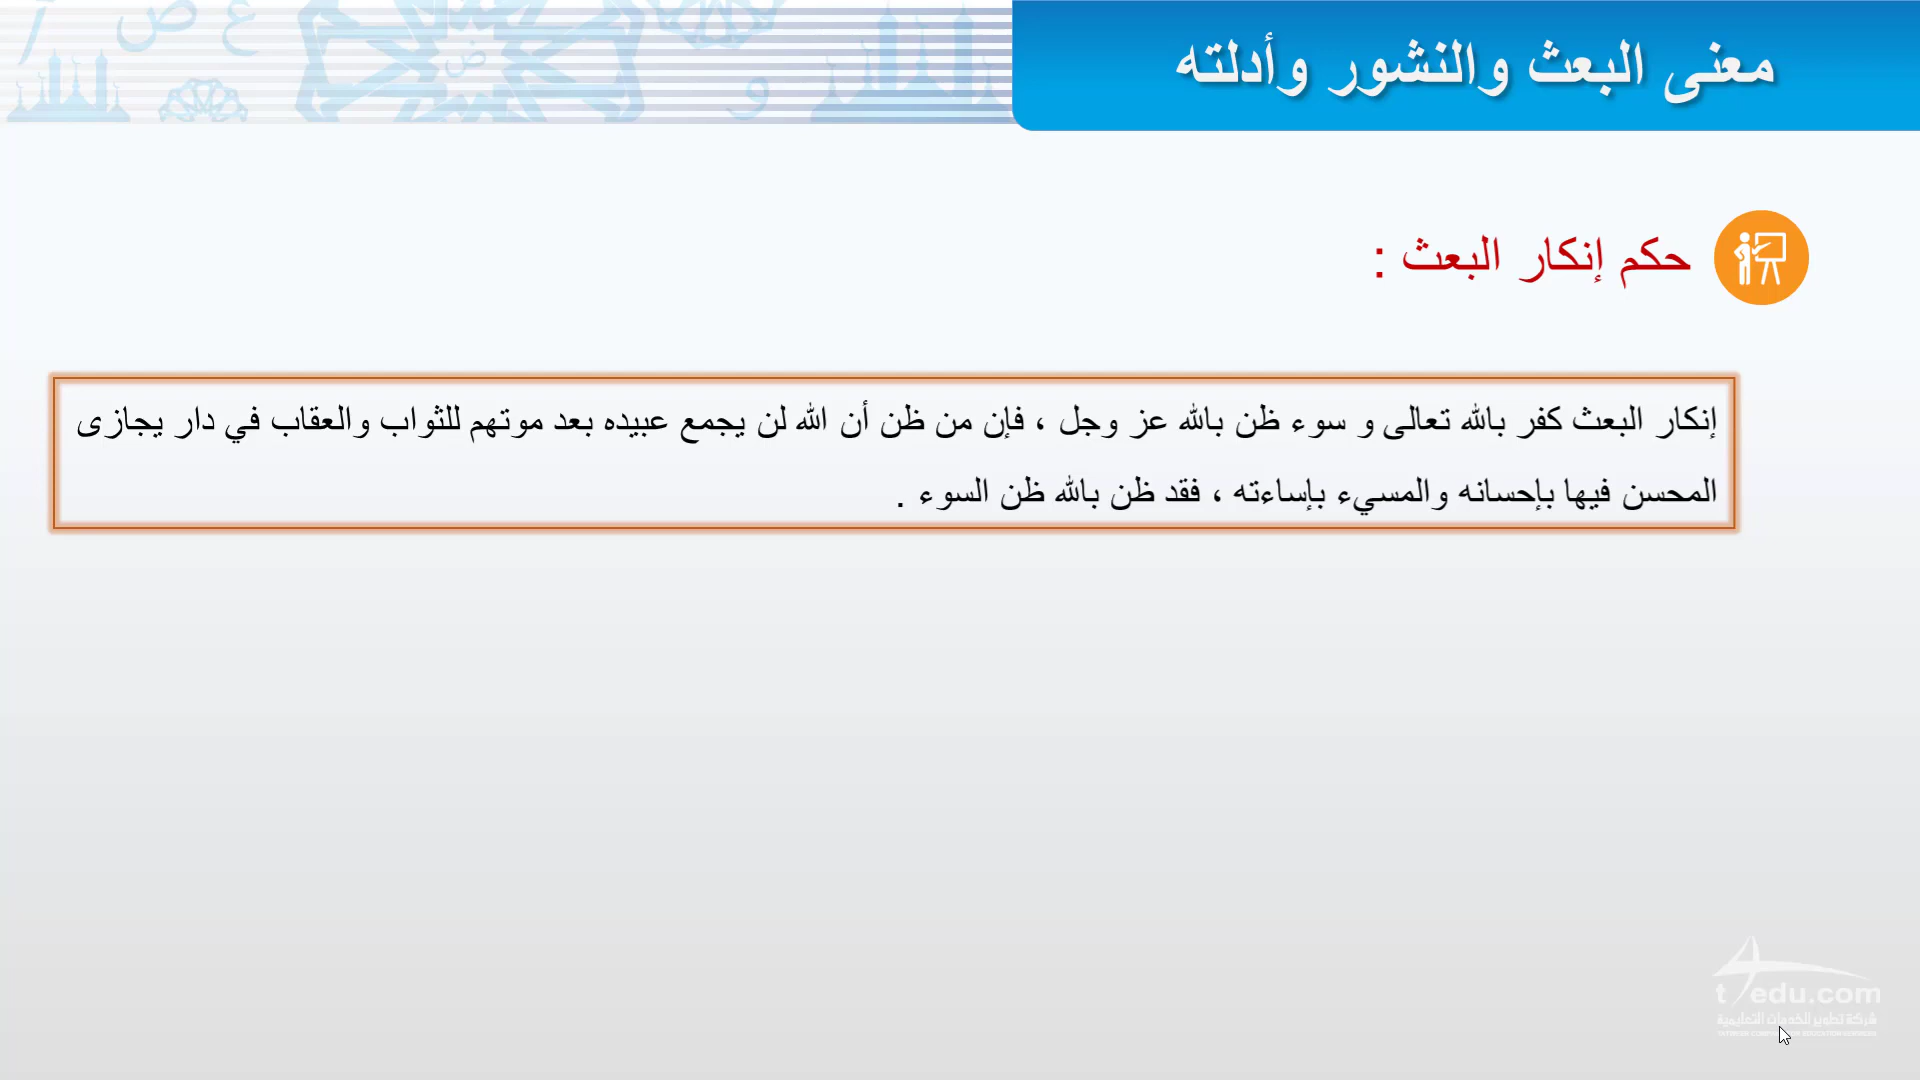 معنى البعث والنشور وأدلته
حكم إنكار البعث :
إنكار البعث كفر بالله تعالى و سوء ظن بالله عز وجل ، فإن من ظن أن الله لن يجمع عبيده بعد موتهم للثواب والعقاب في دار يجازى
المحسن فيها بإحسانه والمسيء بإساءته ، فقد ظن بالله ظن السوء .
t4edu.com
شركة تطوير للخدمات التعليمية